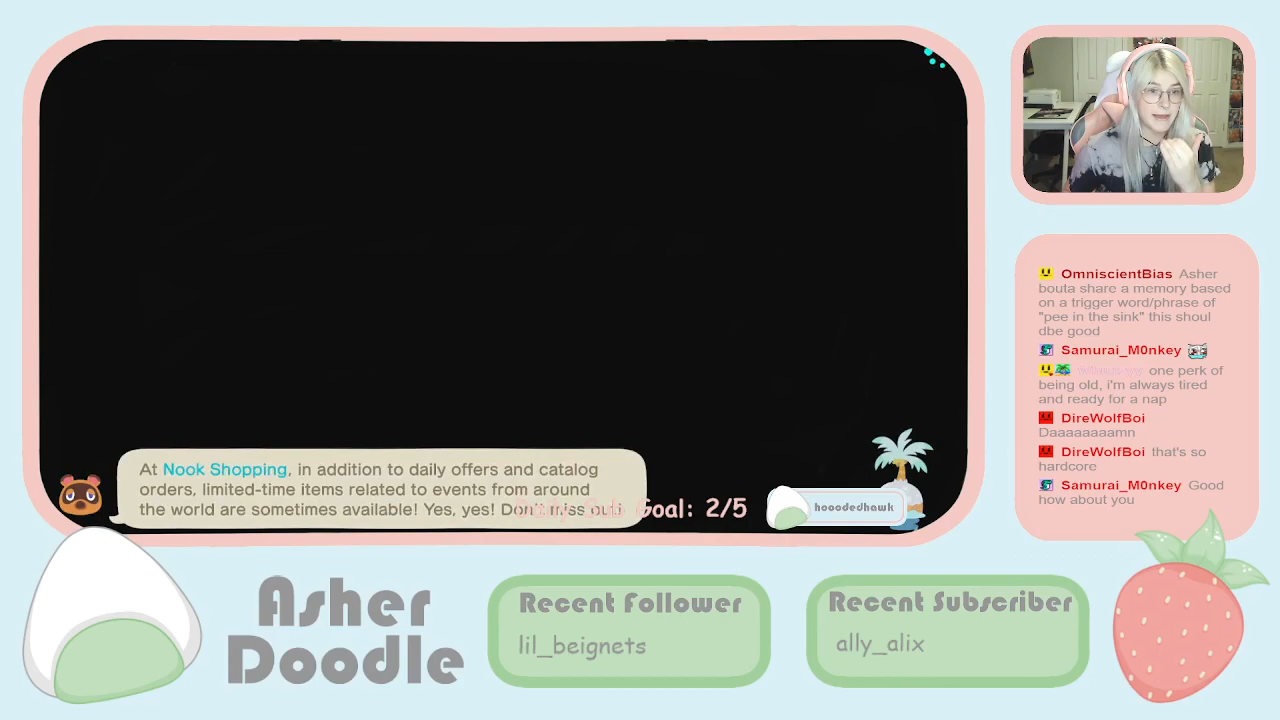 At Nook Shopping, in addition to daily offers and catalog
orders, limited-time items related to events from around
the world are sometimes available! Yes, yes! Don't miss out!
Daily Sub Goal: 2/5
hooodedhawk
OmniscientBias Asher
bouta share a memory based
on a trigger word/phrase of
"pee in the sink" this shoul
dbe good
Samurai_M0nkey
one perk of
being old, i'm always tired
and ready for a nap
DireWolfBoi
Daaaaaaaamn
DireWolfBoi that's so
hardcore
Samurai_M0nkey Good
how about you
Asher
Doodle
Recent Follower
lil_beignets
Recent Subscriber
ally_alix